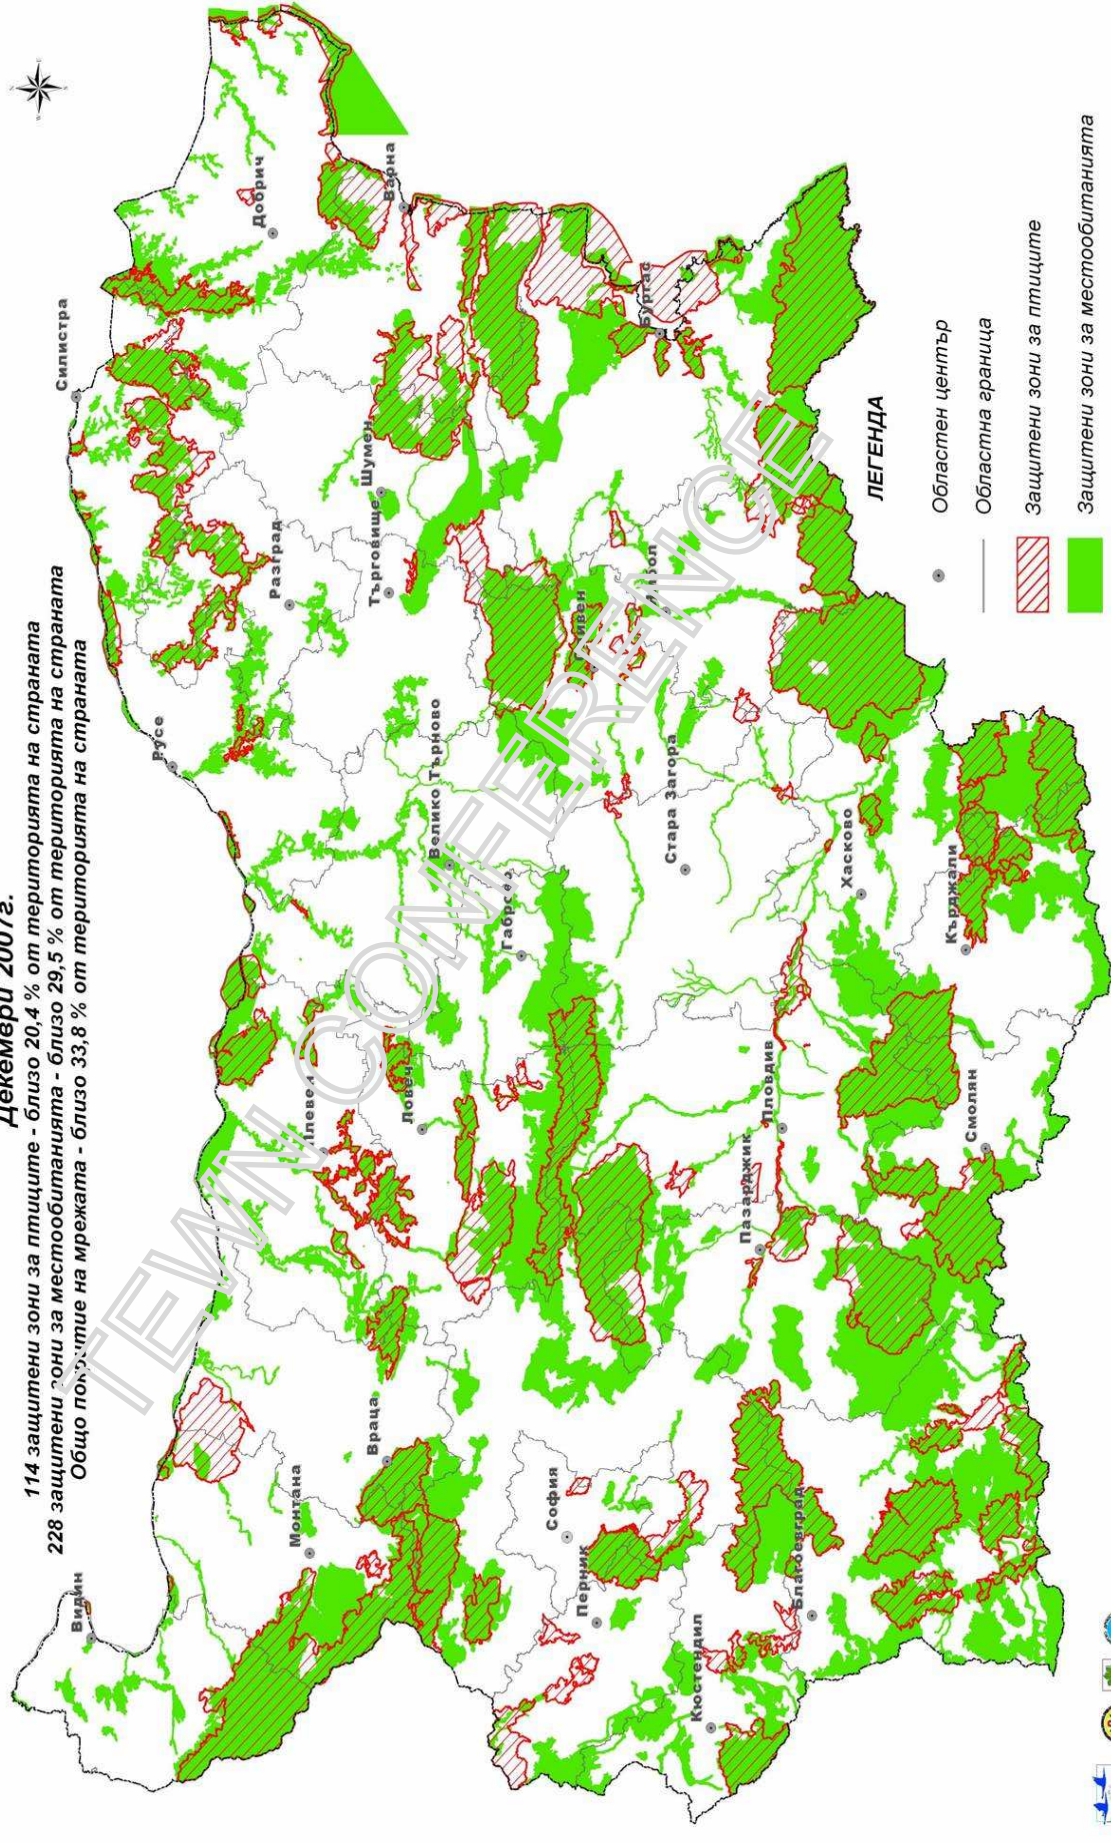 Декември 2007г.
114 защитени зони за птиците - близо 20,4 % от територията на страната
228 защитени зони за местообитанията - близо 29,5 % от територията на страната
Общо покритие на мрежата - близо 33,8 % от територията на страната
Видин
Силистра
Русе
Добрич
Монтана
Разград
Плевен
Враца
Ловеч
Търговище
Шумен
Варна
Велико Търново
Габрово
София
Перник
Сливен
Ямбол
Бургас
Стара Загора
Кюстендил
Пазарджик
Пловдив
Благоевград
Хасково
Кърджали
Смолян
ЛЕГЕНДА
Областен център
Областна граница
Защитени зони за птиците
Защитени зони за местообитанията
TEWN CONFERENCE